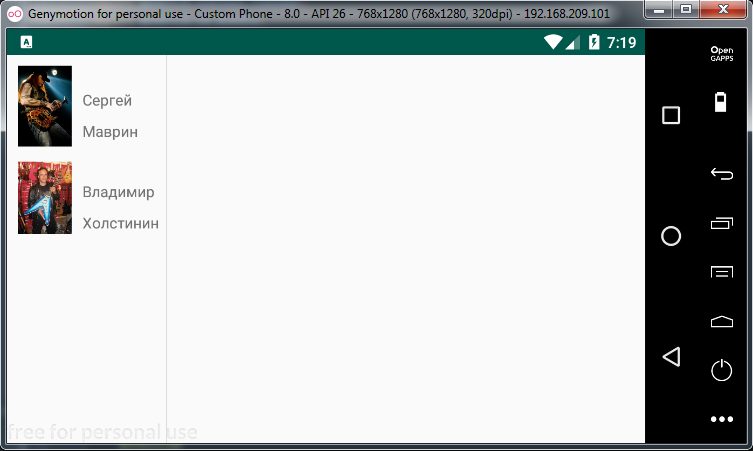 Genymotion for personal use - Custom Phone - 8.0 - API 26 - 768x1280 (768x1280, 320dpi) - 192.168.209.101
A
7:19
Open
GAPPS
Сергей
Маврин
Владимир
Холстинин
free for personal use